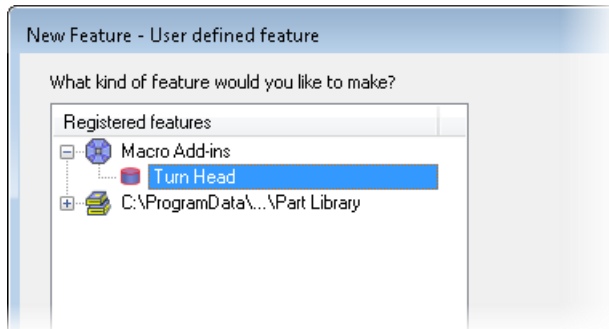 New Feature - User defined feature
What kind of feature would you like to make?
Registered features
Macro Add-ins
Turn Head
C:\ProgramData\...\Part Library